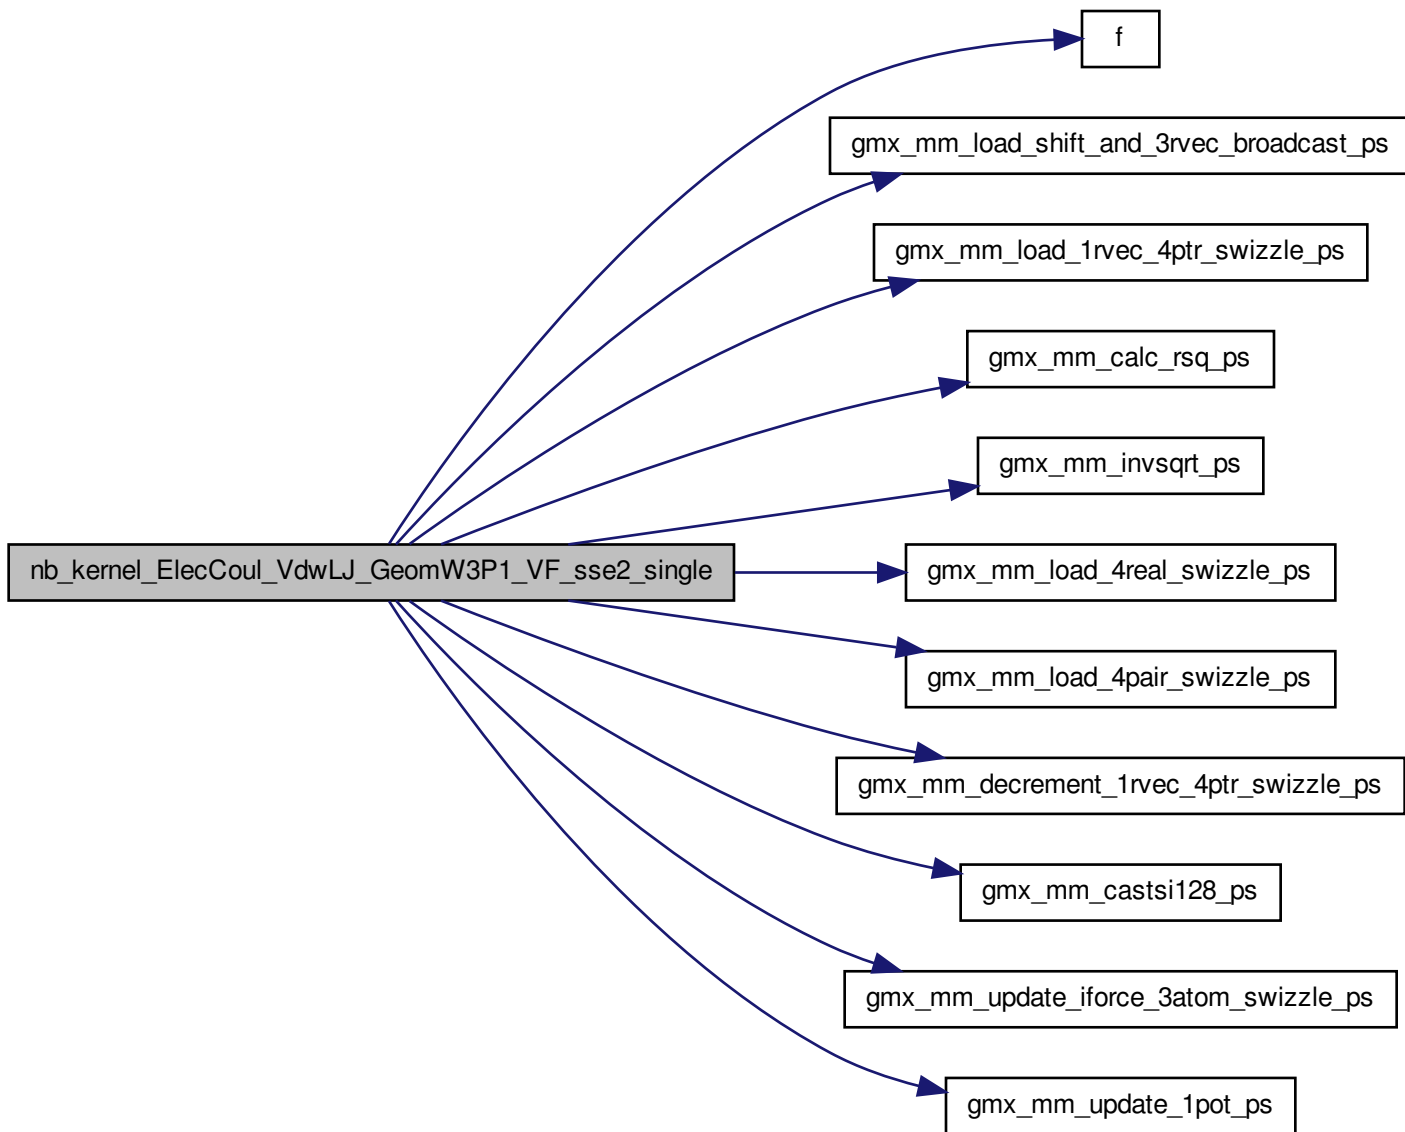 f
gmx_mm_load_shift_and_3rvec_broadcast_ps
gmx_mm_load_1rvec_4ptr_swizzle_ps
gmx_mm_calc_rsq_ps
gmx_mm_invsqrt_ps
nb_kernel_ElecCoul_VdwLJ_GeomW3P1_VF_sse2_single
gmx_mm_load_4real_swizzle_ps
gmx_mm_load_4pair_swizzle_ps
gmx_mm_decrement_1rvec_4ptr_swizzle_ps
gmx_mm_castsi128_ps
gmx_mm_update_iforce_3atom_swizzle_ps
gmx_mm_update_1pot_ps